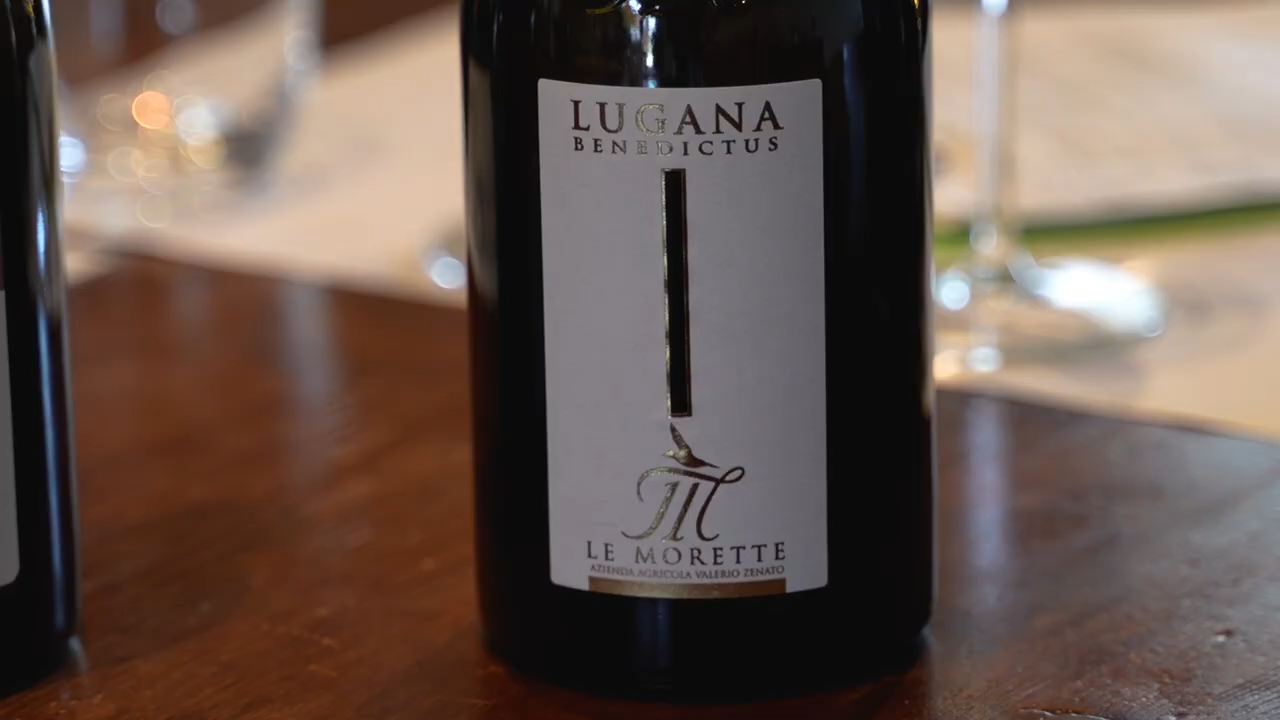 LUGANA
BENEDICTUS
M
LE MORETTE
AZIENDA AGRICOLA VALERIO ZENATO